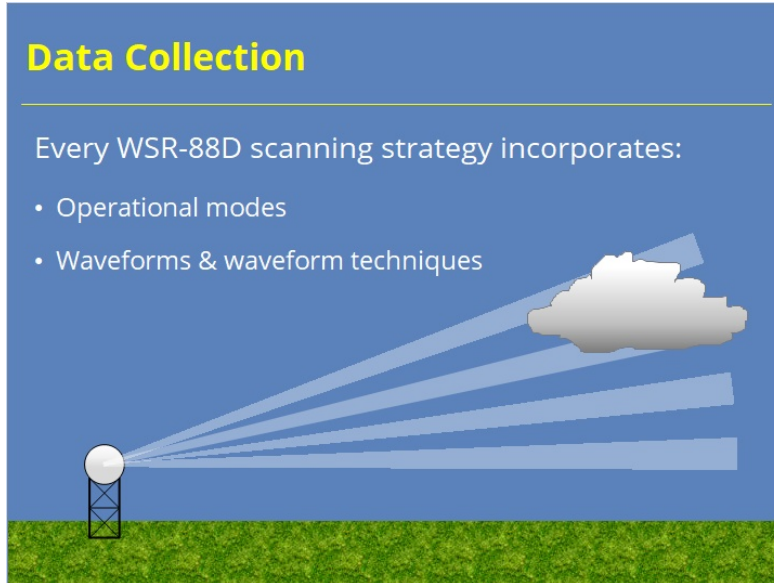 Data Collection
Every WSR-88D scanning strategy incorporates:
• Operational modes
• Waveforms & waveform techniques